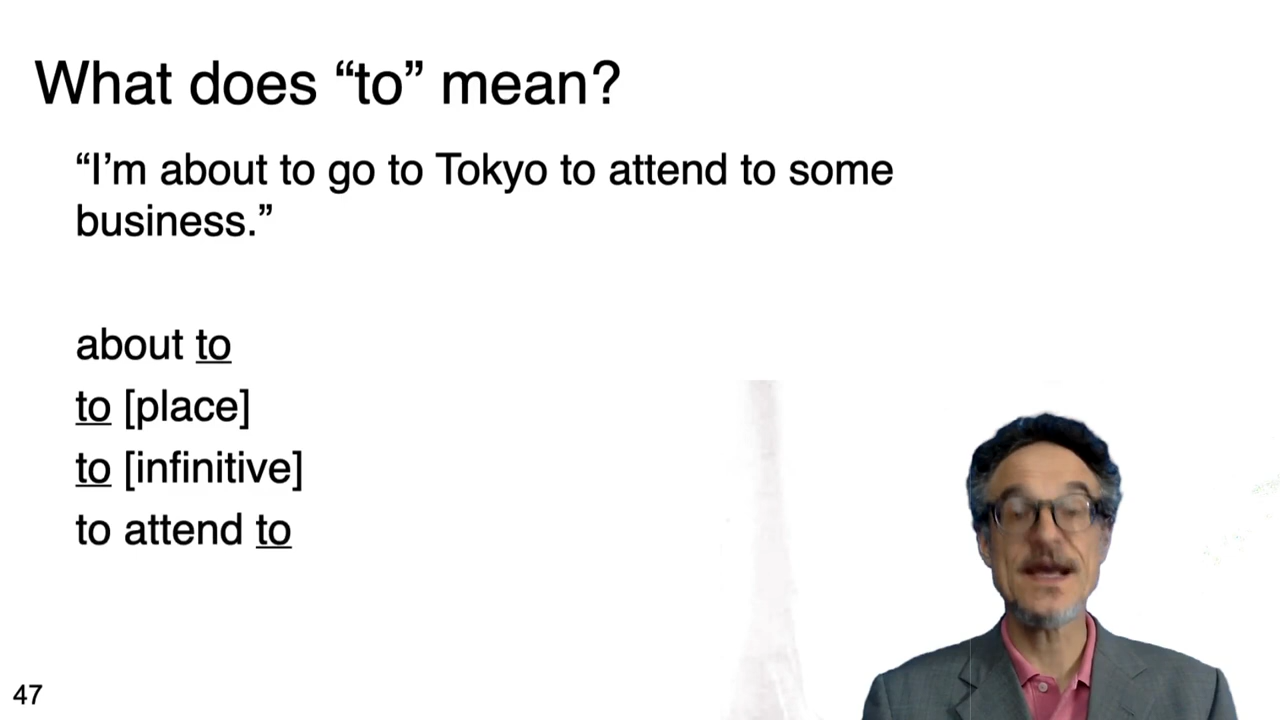 What does “to” mean?
“I’m about to go to Tokyo to attend to some
business.”
about to
to [place]
to [infinitive]
to attend to
47